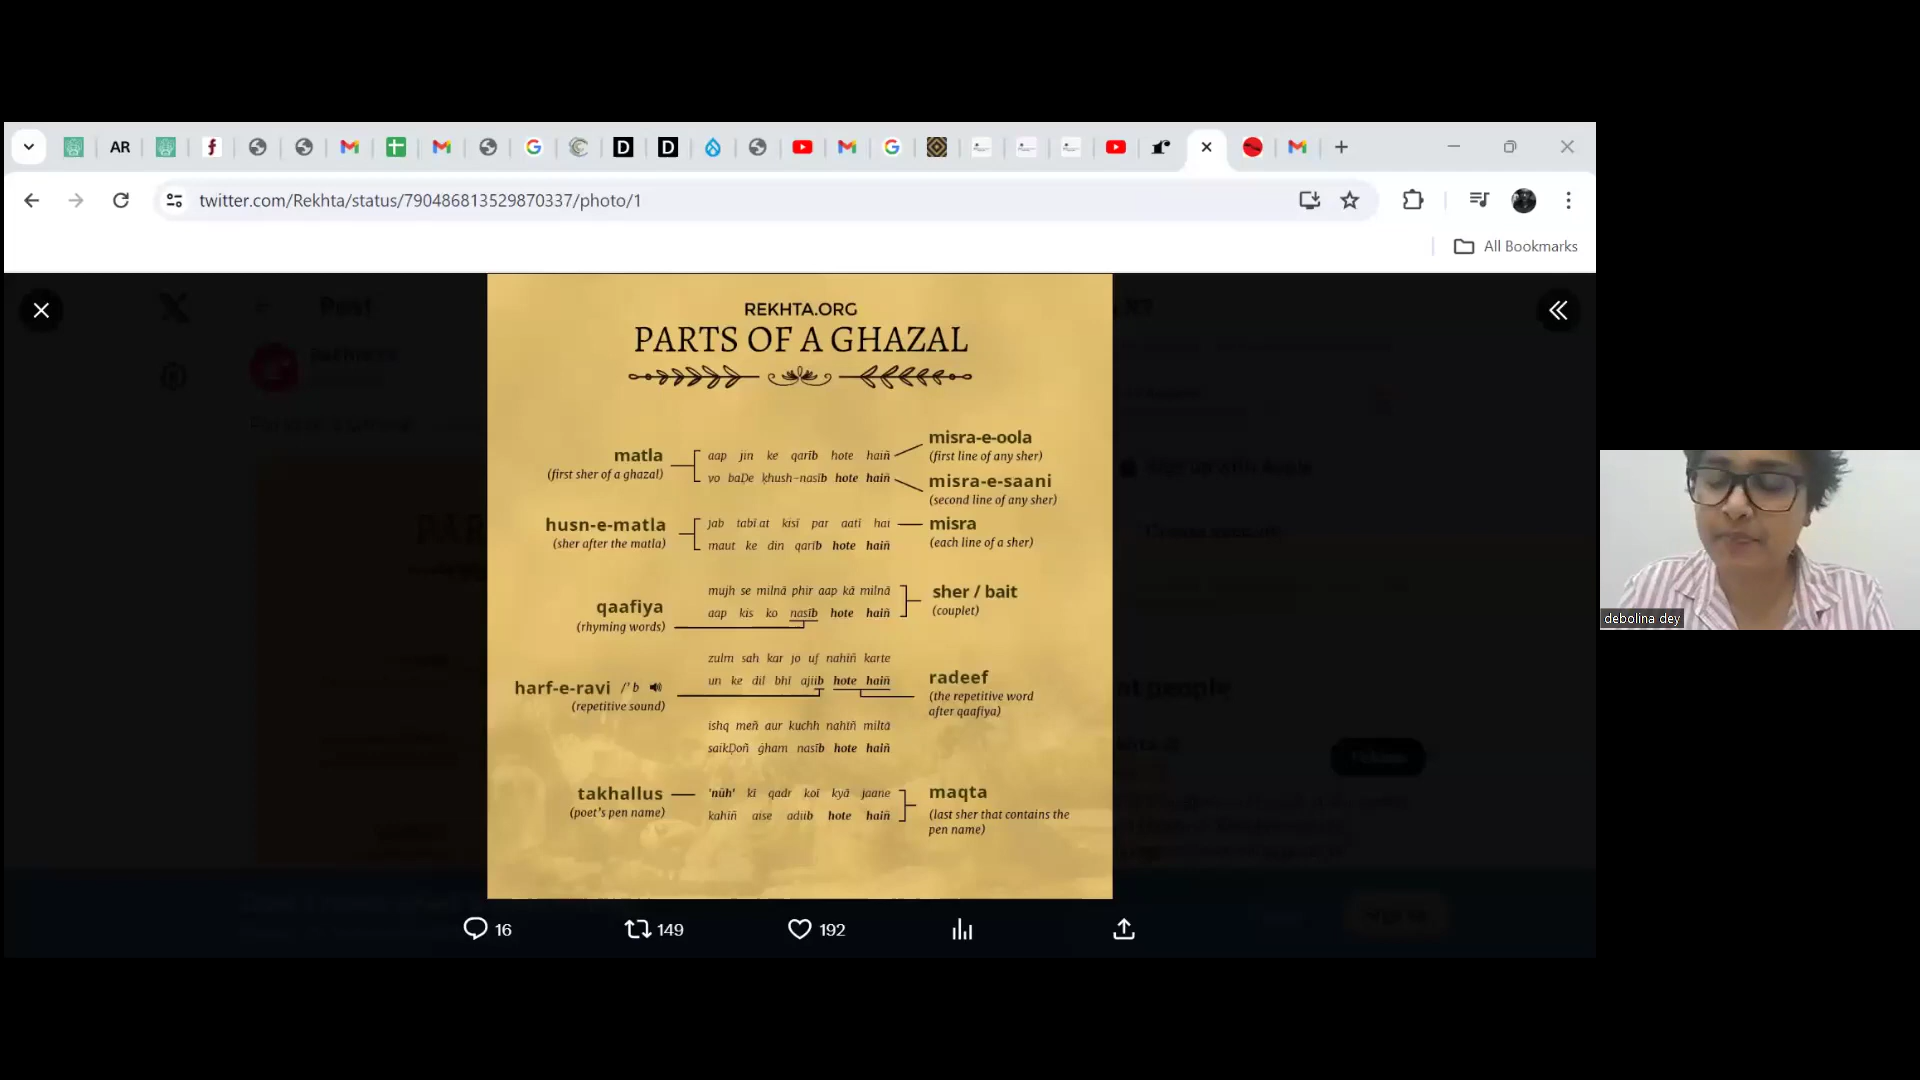 AR
twitter.com/Rekhta/status/790486813529870337/photo/1
All Bookmarks
Post
REKHTA.ORG
PARTS OF A GHAZAL
matla
(first sher of a ghazal)
aap jin ke qarīb hote haiñ
vo baḌe ḳhush-nasīb hote haiñ
misra-e-oola
(first line of any sher)
misra-e-saani
(second line of any sher)
husn-e-matla
(sher after the matla)
jab tabī.at kisī par aatī hai
maut ke din qarīb hote haiñ
misra
(each line of a sher)
qaafiya
(rhyming words)
mujh se milnā phir aap kā milnā
aap kis ko nasīb hote haiñ
sher / bait
(couplet)
harf-e-ravi /' b
(repetitive sound)
zulm sah kar jo uf nahīñ karte
un ke dil bhī ajiib hote haiñ
radeef
(the repetitive word
after qaafiya)
ishq meñ aur kuchh nahīñ miltā
saikḌoñ ġham nasīb hote haiñ
takhallus
(poet's pen name)
'nūh' kī qadr koī kyā jaane
kahīñ aise adiib hote haiñ
maqta
(last sher that contains the
pen name)
16
149
192
debolina dey